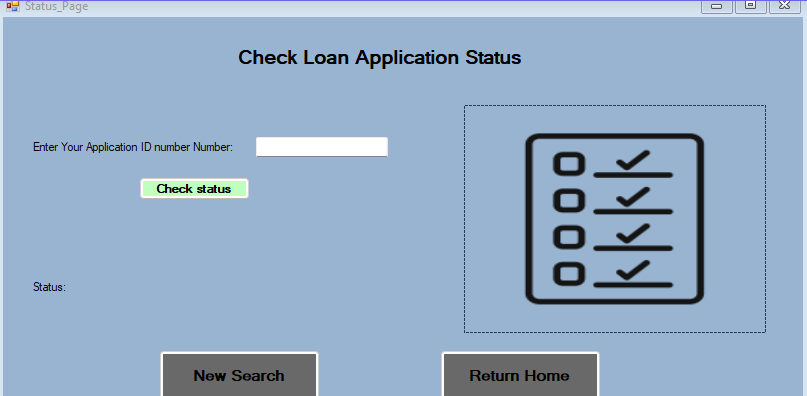 Status_Page
Check Loan Application Status
Enter Your Application ID number Number:
Check status
Status:
New Search
Return Home